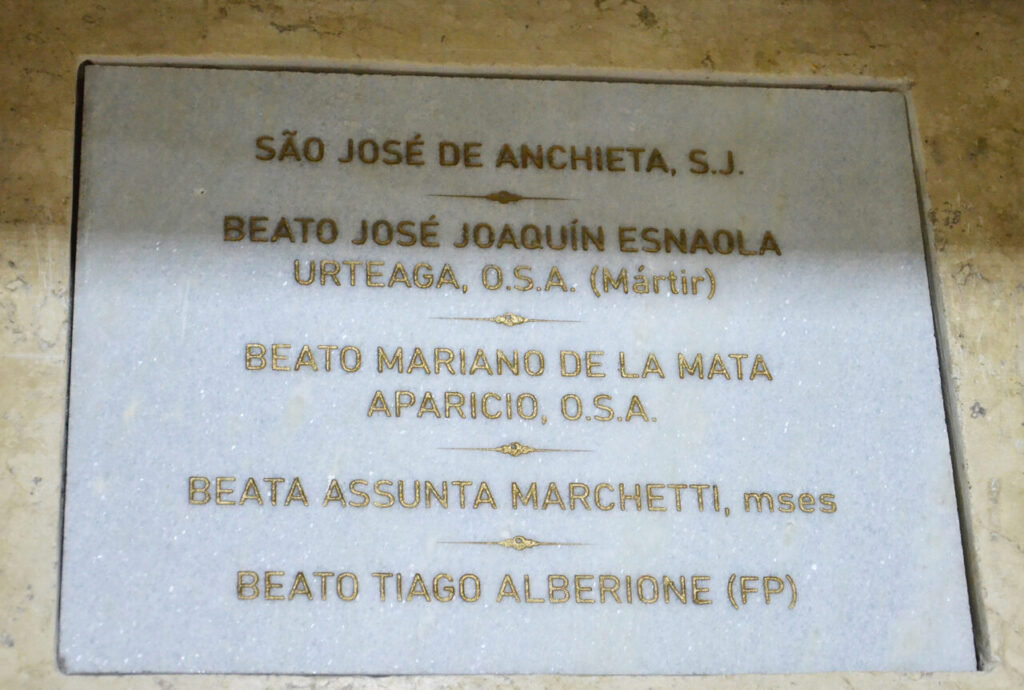 SÃO JOSÉ DE ANCHIETA, S.J.
BEATO JOSÉ JOAQUÍN ESNAOLA
URTEAGA, O.S.A. (Mártir)
BEATO MARIANO DE LA MATA
APARICIO, O.S.A.
BEATA ASSUNTA MARCHETTI, mses
BEATO TIAGO ALBERIONE (FP)